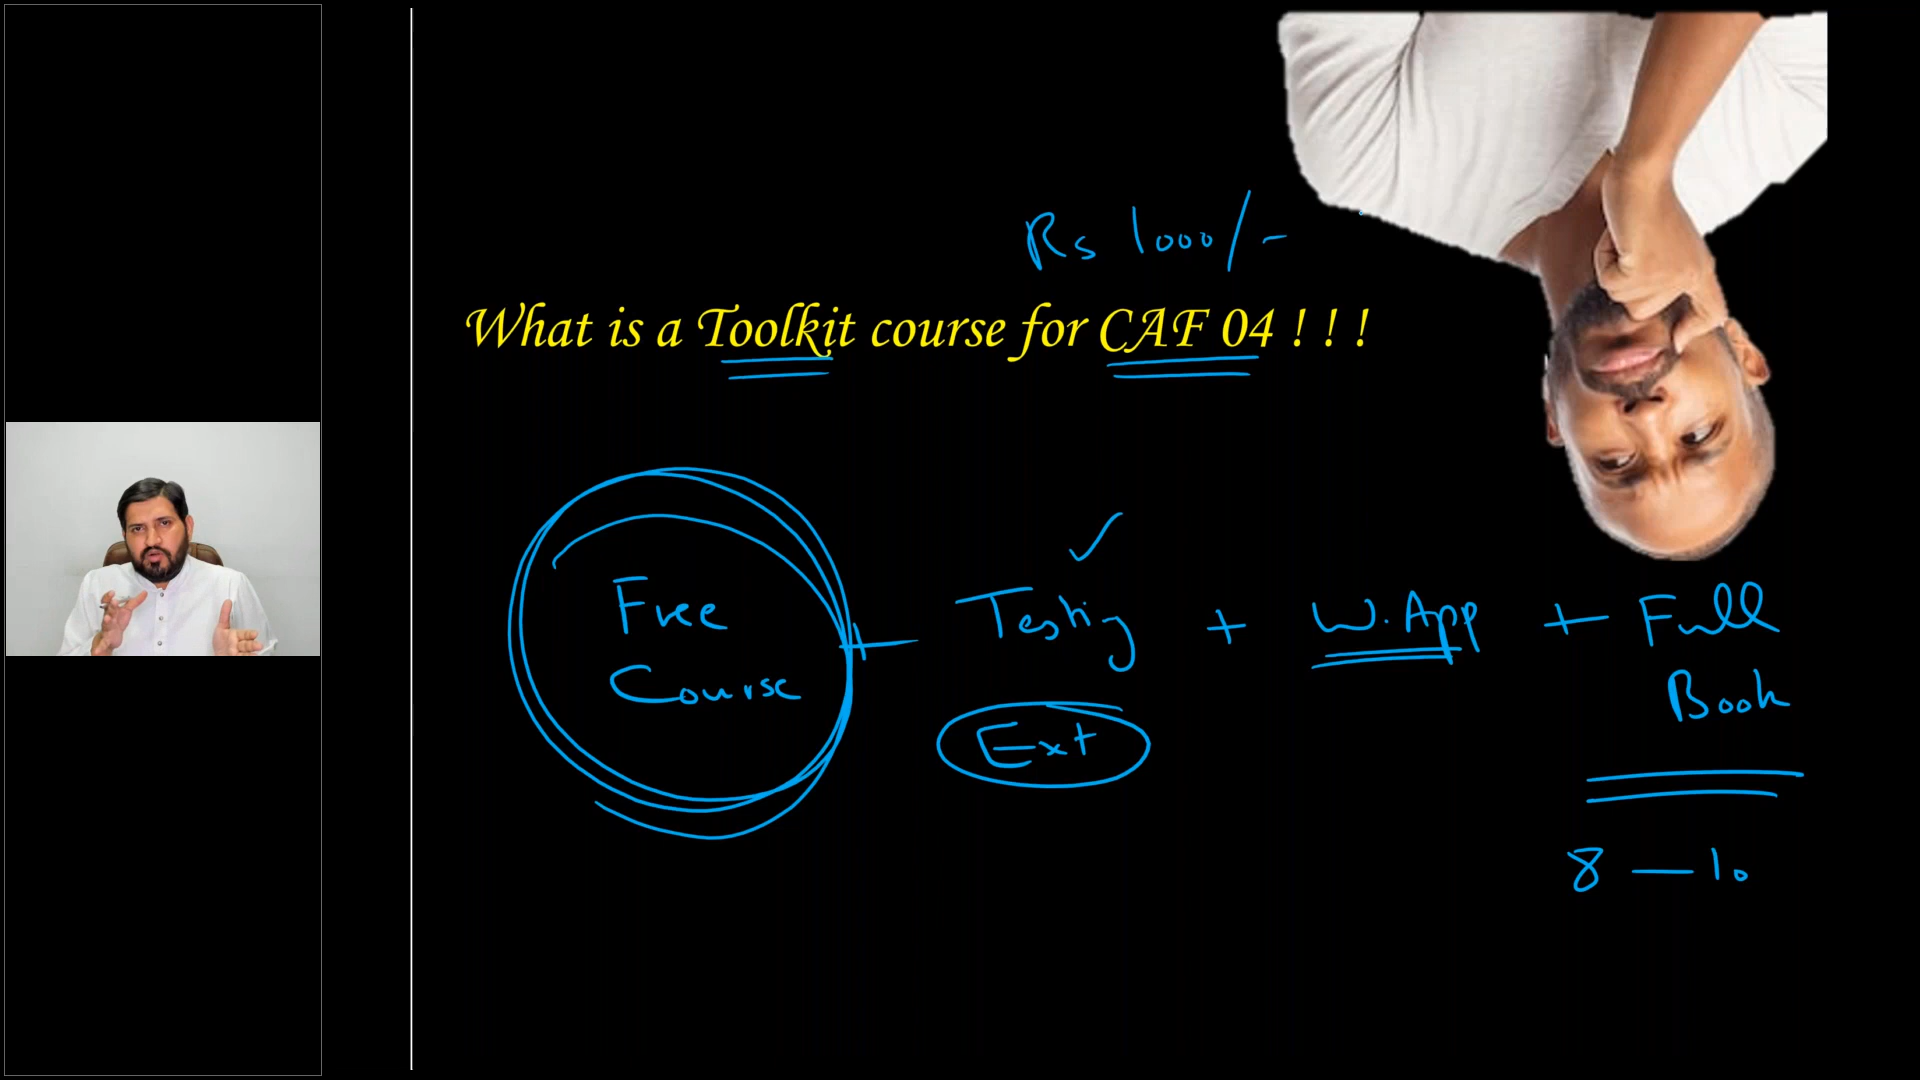 Rs 1000/-
What is a Toolkit course for CAF 04 ! ! !
Free Course + Testing + W.App + Full Book
Ext
8 — 10